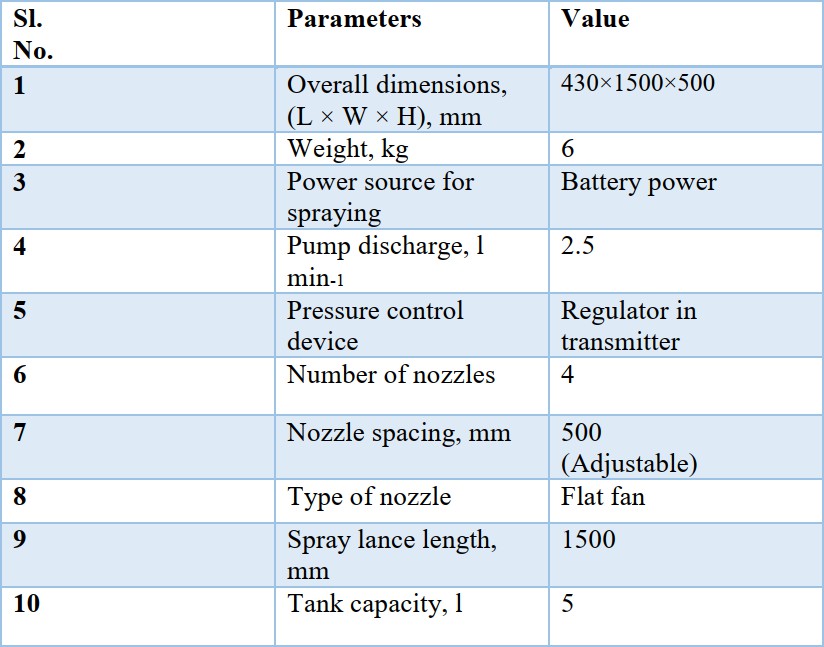 Sl. Parameters Value
No.
1 Overall dimensions, 430×1500×500
(L × W × H), mm
2 Weight, kg 6
3 Power source for Battery power
spraying
4 Pump discharge, l 2.5
min-1
5 Pressure control Regulator in
device transmitter
6 Number of nozzles 4
7 Nozzle spacing, mm 500
(Adjustable)
8 Type of nozzle Flat fan
9 Spray lance length, 1500
mm
10 Tank capacity, l 5